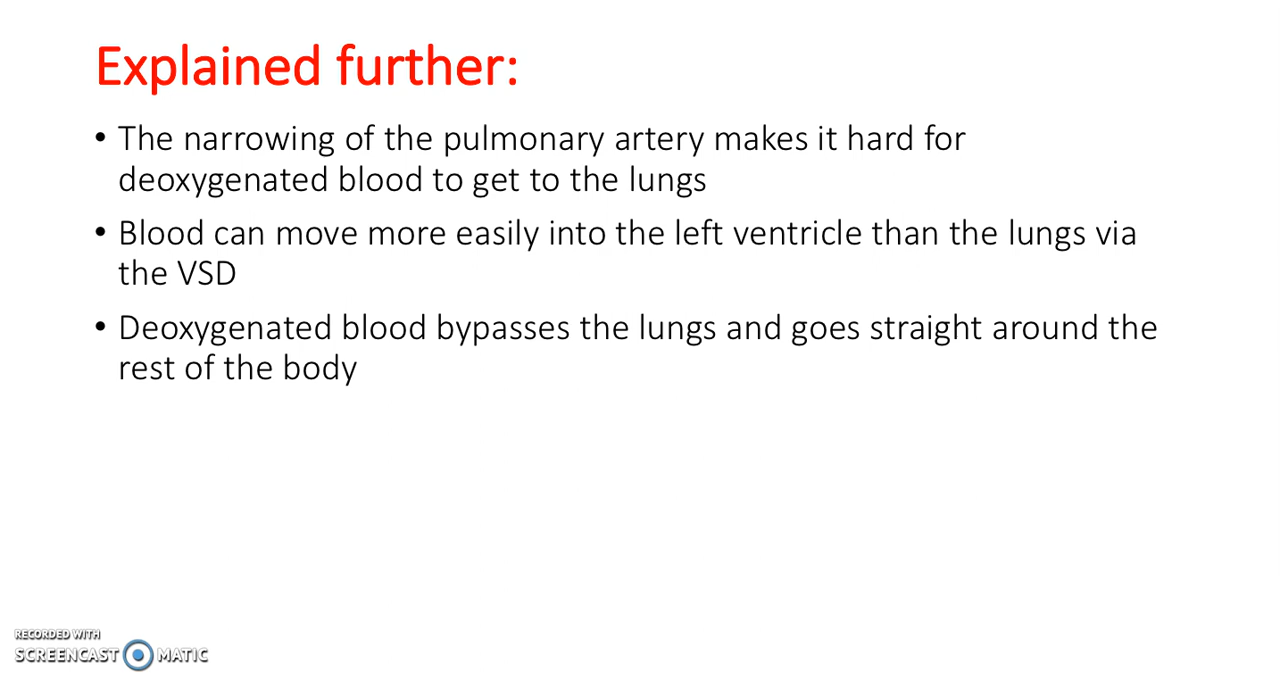 Explained further:
• The narrowing of the pulmonary artery makes it hard for
deoxygenated blood to get to the lungs
• Blood can move more easily into the left ventricle than the lungs via
the VSD
• Deoxygenated blood bypasses the lungs and goes straight around the
rest of the body
RECORDED WITH
SCREENCAST MATIC